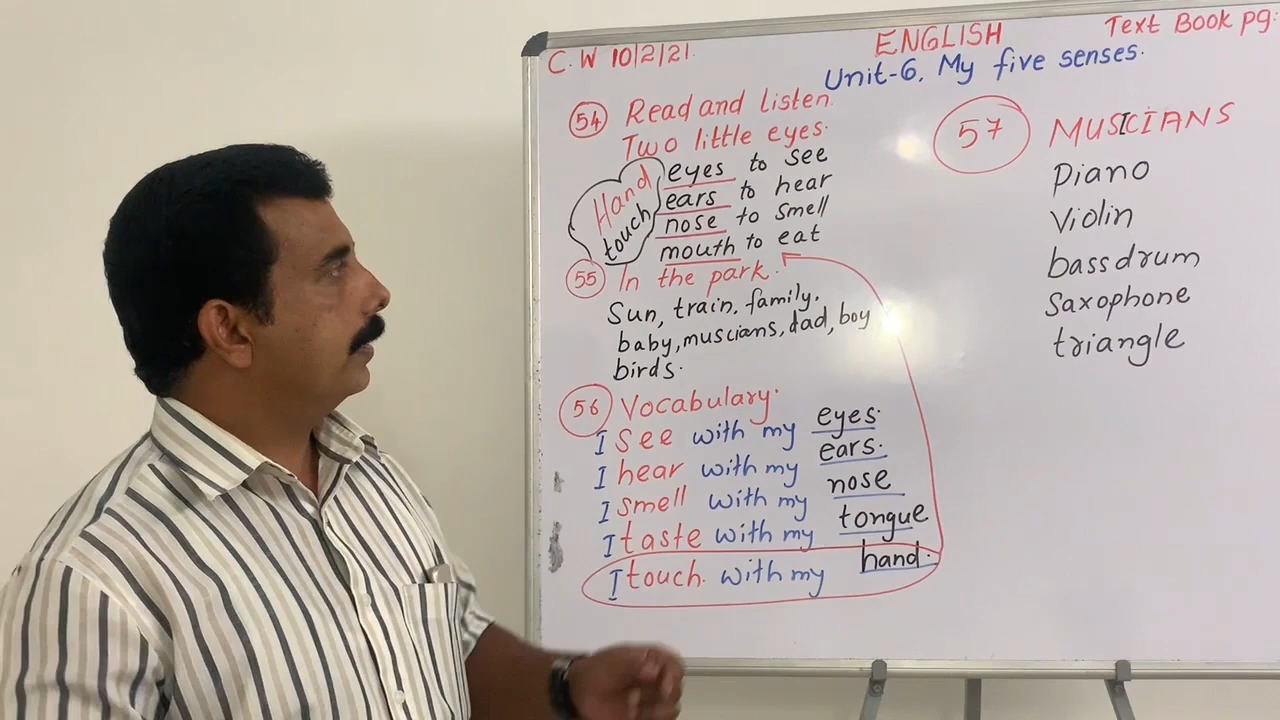 C.W 10/2/21.
ENGLISH
Text Book pg:
Unit-6, My five senses.
54 Read and listen.
Two little eyes.
eyes to see
ears to hear
nose to smell
mouth to eat
Hand
touch
55 In the park.
Sun, train, family,
baby, muscians, dad, boy
birds.
56 Vocabulary.
I see with my eyes.
I hear with my ears.
I smell with my nose
I taste with my tongue
I touch. with my hand.
57 MUSICIANS
Piano
Violin
bassdrum
Saxophone
triangle